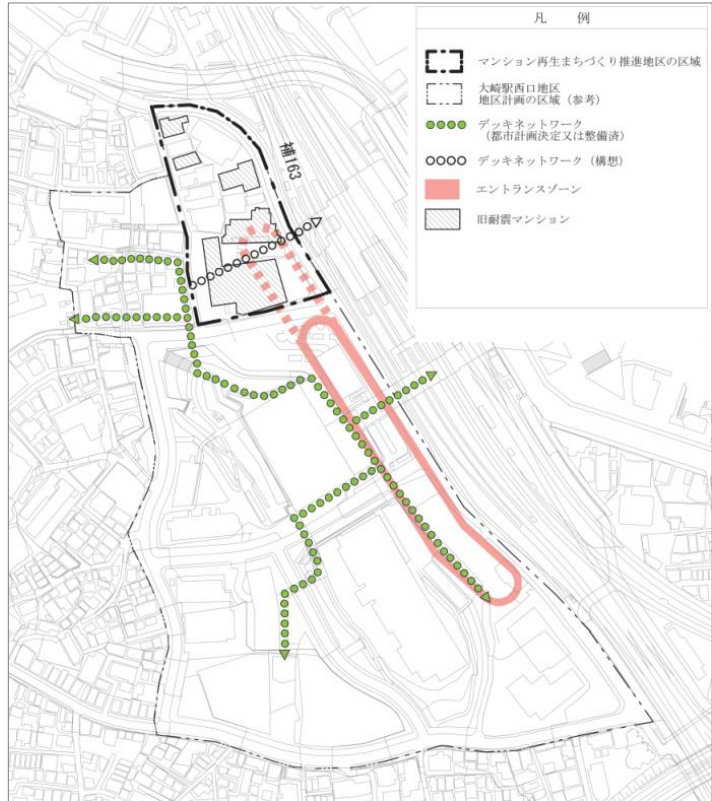 凡 例
マンション再生まちづくり推進地区の区域
大崎駅西口地区
地区計画の区域（参考）
デッキネットワーク
（都市計画決定又は整備済）
デッキネットワーク（構想）
エントランスゾーン
旧耐震マンション
補163